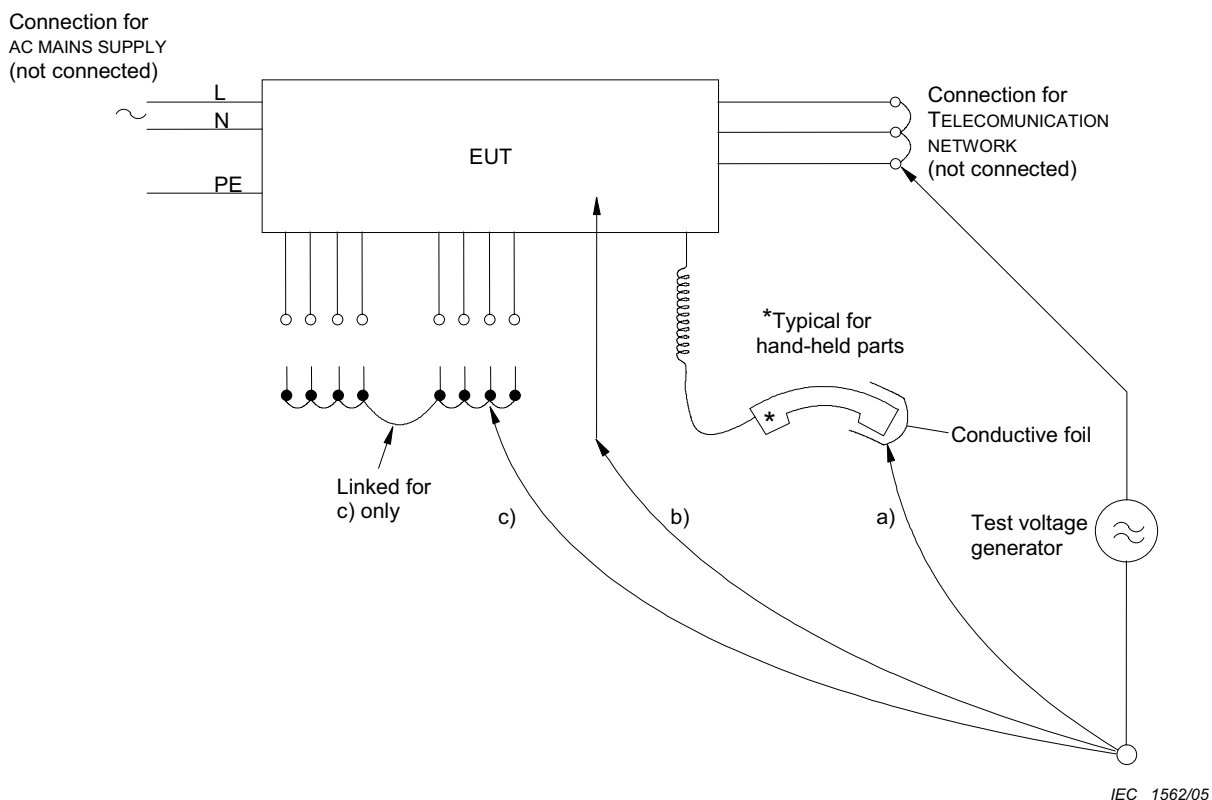 Connection for
AC MAINS SUPPLY
(not connected)
L
N
PE
EUT
Connection for
TELECOMUNICATION
NETWORK
(not connected)
*Typical for
hand-held parts
*
Conductive foil
Linked for
c) only
c)
b)
a)
Test voltage
generator
IEC 1562/05